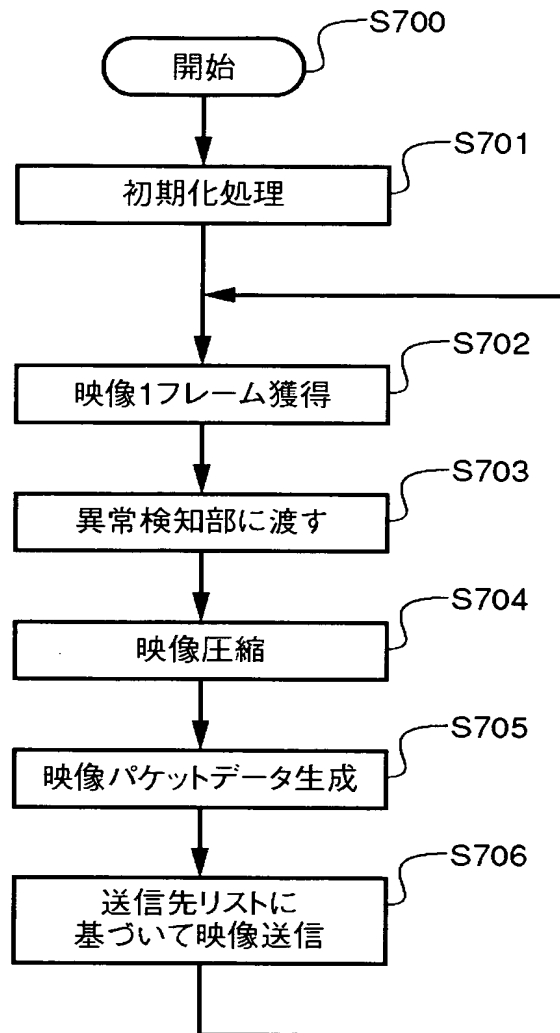 S700
開始
S701
初期化処理
S702
映像1フレーム獲得
S703
異常検知部に渡す
S704
映像圧縮
S705
映像パケットデータ生成
S706
送信先リストに
基づいて映像送信